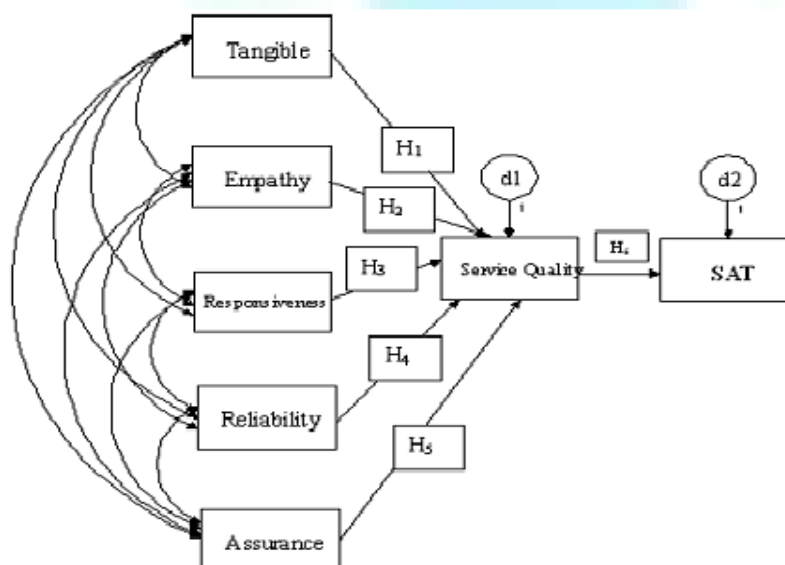 Tangible
H₁
Empathy
H₂
d1
d2
Service Quality
SAT
H₃
Responsiveness
H₄
Reliability
H₅
Assurance